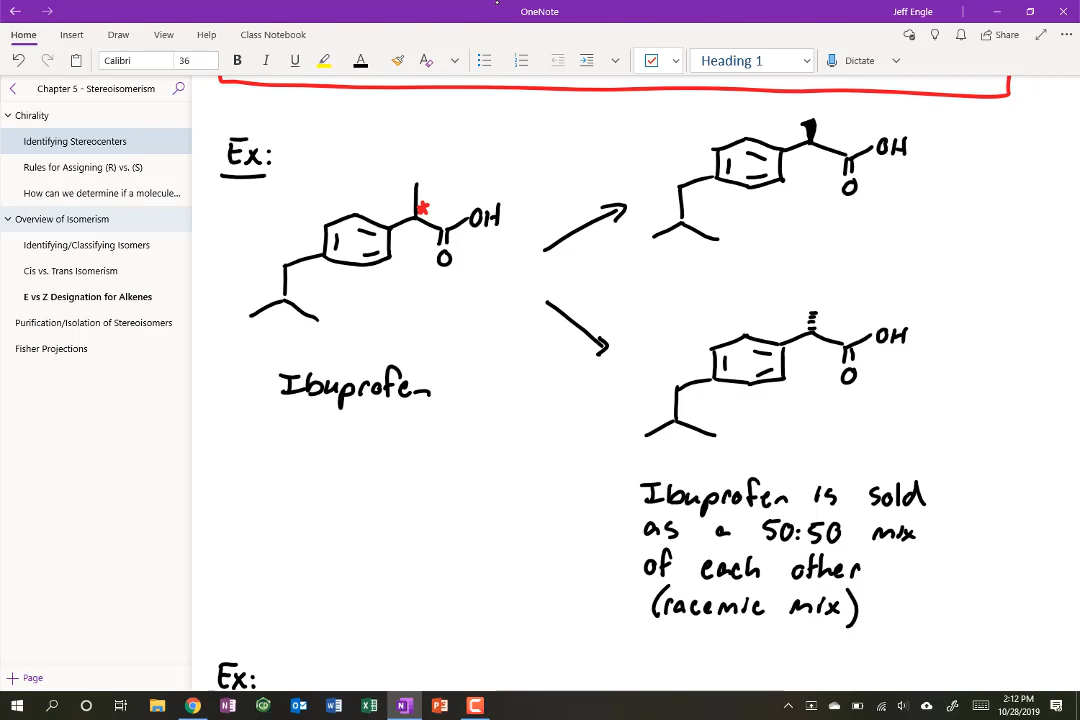 OneNote
Jeff Engle
Home Insert Draw View Help Class Notebook
Share
Calibri 36 B I U A Heading 1 Dictate
Chapter 5 - Stereoisomerism
Chirality
Identifying Stereocenters
Rules for Assigning (R) vs. (S)
How can we determine if a molecule...
Overview of Isomerism
Identifying/Classifying Isomers
Cis vs. Trans Isomerism
E vs Z Designation for Alkenes
Purification/Isolation of Stereoisomers
Fisher Projections
Page
Ex:
* OH
O
Ibuprofen
OH
O
OH
O
Ibuprofen is sold
as a 50:50 mix
of each other
(racemic mix)
Ex:
2:12 PM
10/28/2019